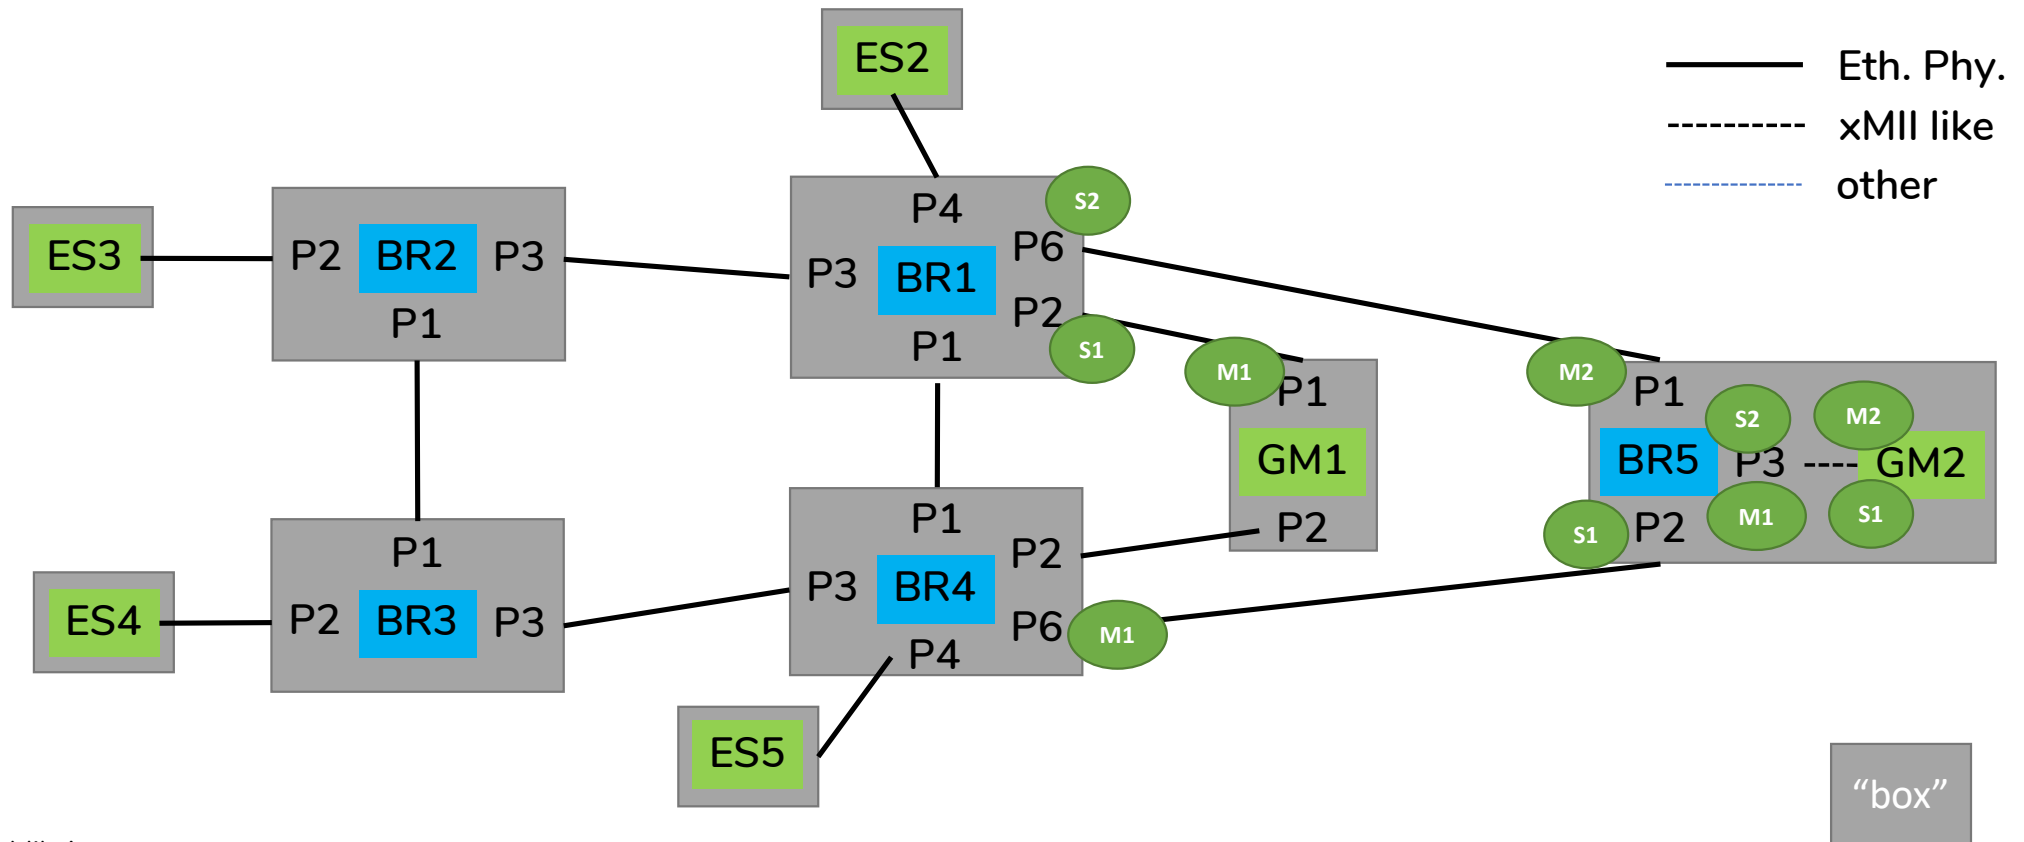 ES2
Eth. Phy.
xMII like
other
ES3
P2 BR2 P3
P1
P4
S2
P6
P3 BR1
P2
P1
S1
M1
P1
GM1
P2
M2
P1
S2
M2
BR5 P3 ---- GM2
M1
S1
S1
P2
P1
P2 BR3 P3
ES4
P1
P2
P3 BR4
P6
M1
P4
ES5
“box”